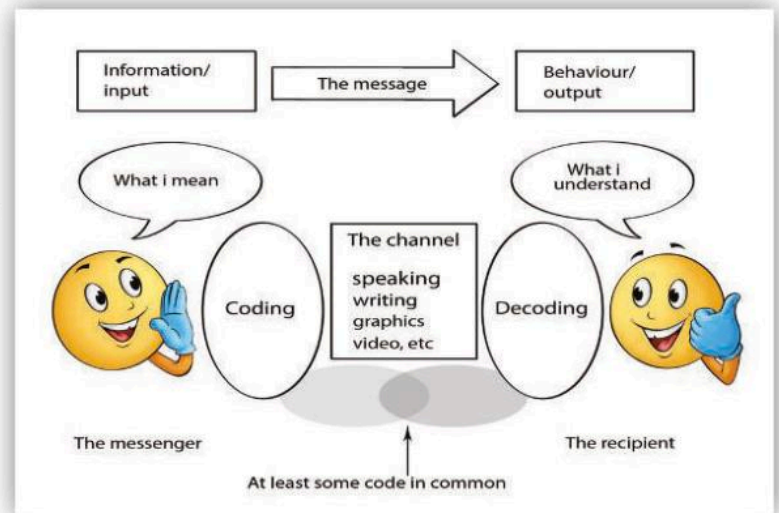 Information/
input
The message
Behaviour/
output
What i mean
What i
understand
The channel
speaking
writing
graphics
video, etc
Coding
Decoding
The messenger
The recipient
At least some code in common